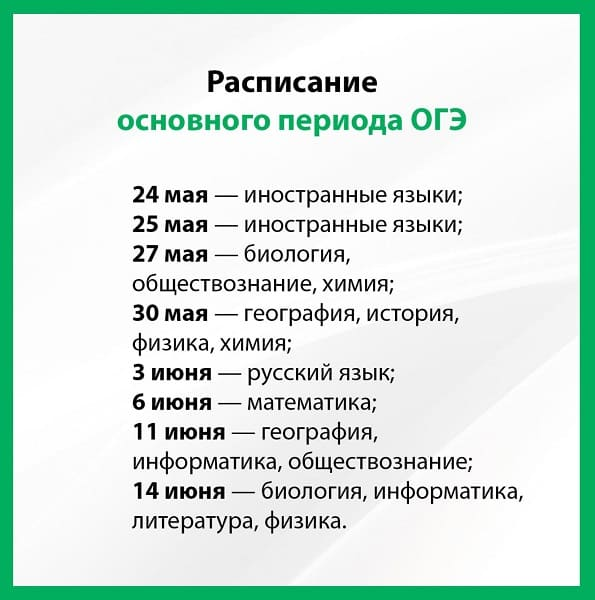 Расписание
основного периода ОГЭ
24 мая — иностранные языки;
25 мая — иностранные языки;
27 мая — биология,
обществознание, химия;
30 мая — география, история,
физика, химия;
3 июня — русский язык;
6 июня — математика;
11 июня — география,
информатика, обществознание;
14 июня — биология, информатика,
литература, физика.